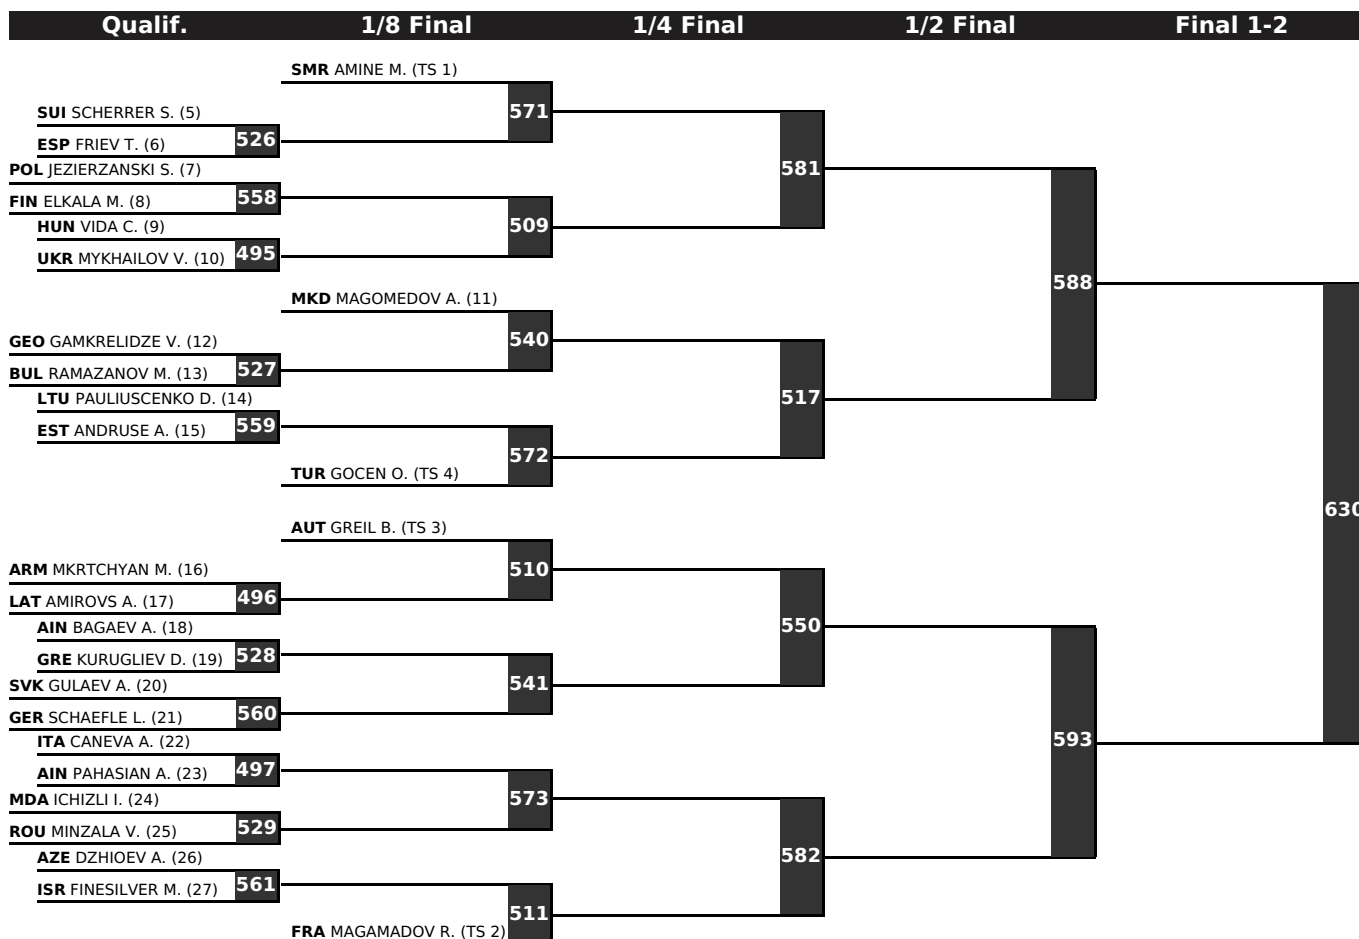 Qualif. 1/8 Final 1/4 Final 1/2 Final Final 1-2
SMR AMINE M. (TS 1)
571
SUI SCHERRER S. (5)
526
ESP FRIEV T. (6)
581
POL JEZIERZANSKI S. (7)
558
FIN ELKALA M. (8)
509
HUN VIDA C. (9)
495
UKR MYKHAILOV V. (10)
588
MKD MAGOMEDOV A. (11)
540
GEO GAMKRELIDZE V. (12)
527
BUL RAMAZANOV M. (13)
517
LTU PAULIUSCENKO D. (14)
559
EST ANDRUSE A. (15)
572
TUR GOCEN O. (TS 4)
630
AUT GREIL B. (TS 3)
510
ARM MKRTCHYAN M. (16)
496
LAT AMIROVS A. (17)
550
AIN BAGAEV A. (18)
528
GRE KURUGLIEV D. (19)
541
SVK GULAEV A. (20)
560
GER SCHAEFLE L. (21)
593
ITA CANEVA A. (22)
497
AIN PAHASIAN A. (23)
573
MDA ICHIZLI I. (24)
529
ROU MINZALA V. (25)
582
AZE DZHIOEV A. (26)
561
ISR FINESILVER M. (27)
511
FRA MAGAMADOV R. (TS 2)